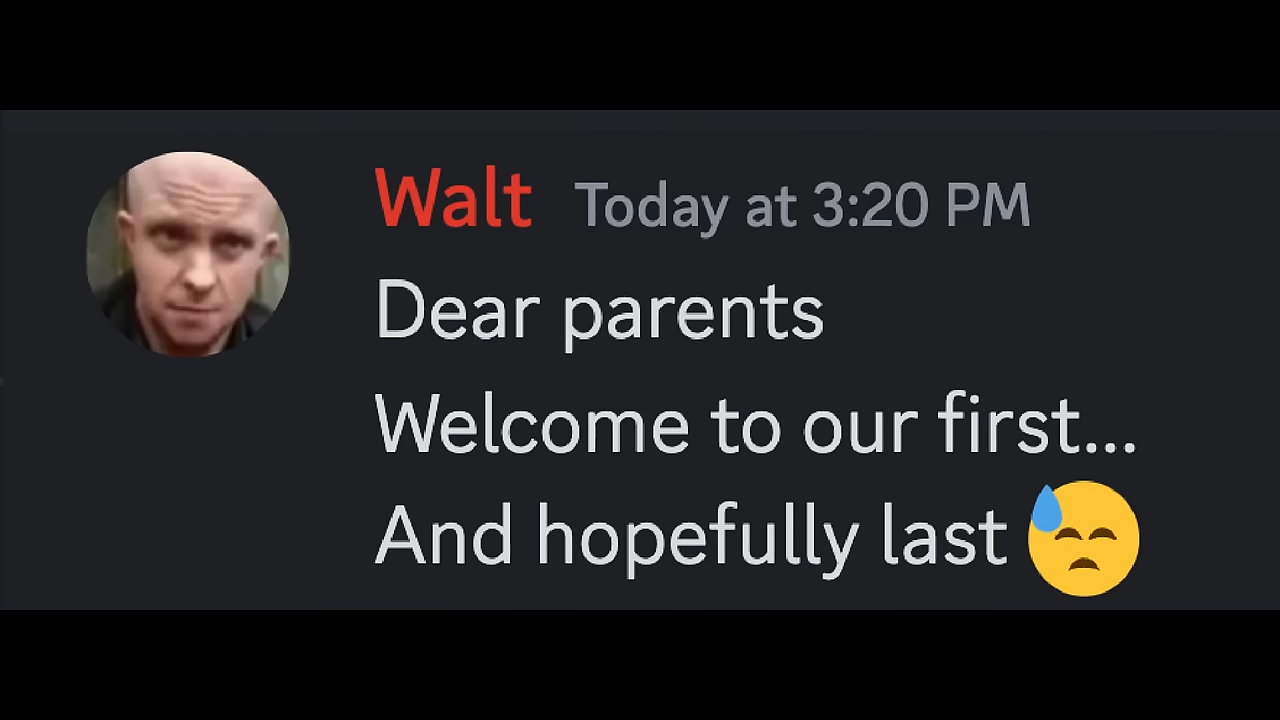 Walt Today at 3:20 PM
Dear parents
Welcome to our first...
And hopefully last 😓